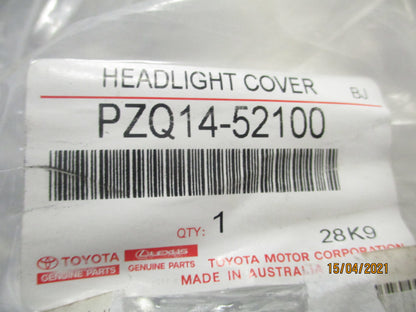 HEADLIGHT COVER
BJ
PZQ14-52100
QTY: 1
28K9
TOYOTA LEXUS TOYOTA MOTOR CORPORATION
GENUINE PARTS GENUINE PARTS MADE IN AUSTRALIA
15/04/2021